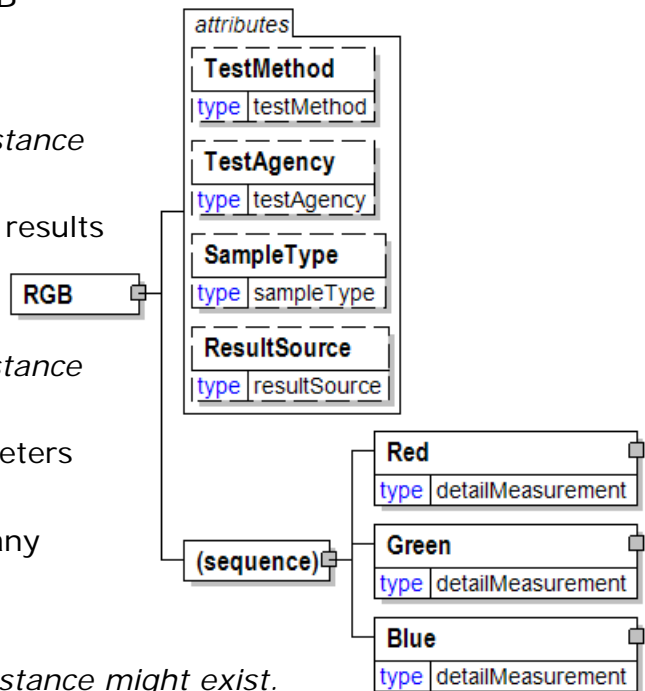 B
attributes
TestMethod
type testMethod
stance
TestAgency
type testAgency
results
SampleType
type sampleType
RGB
ResultSource
type resultSource
stance
eters
Red
type detailMeasurement
any
Green
type detailMeasurement
(sequence)
Blue
type detailMeasurement
stance might exist.